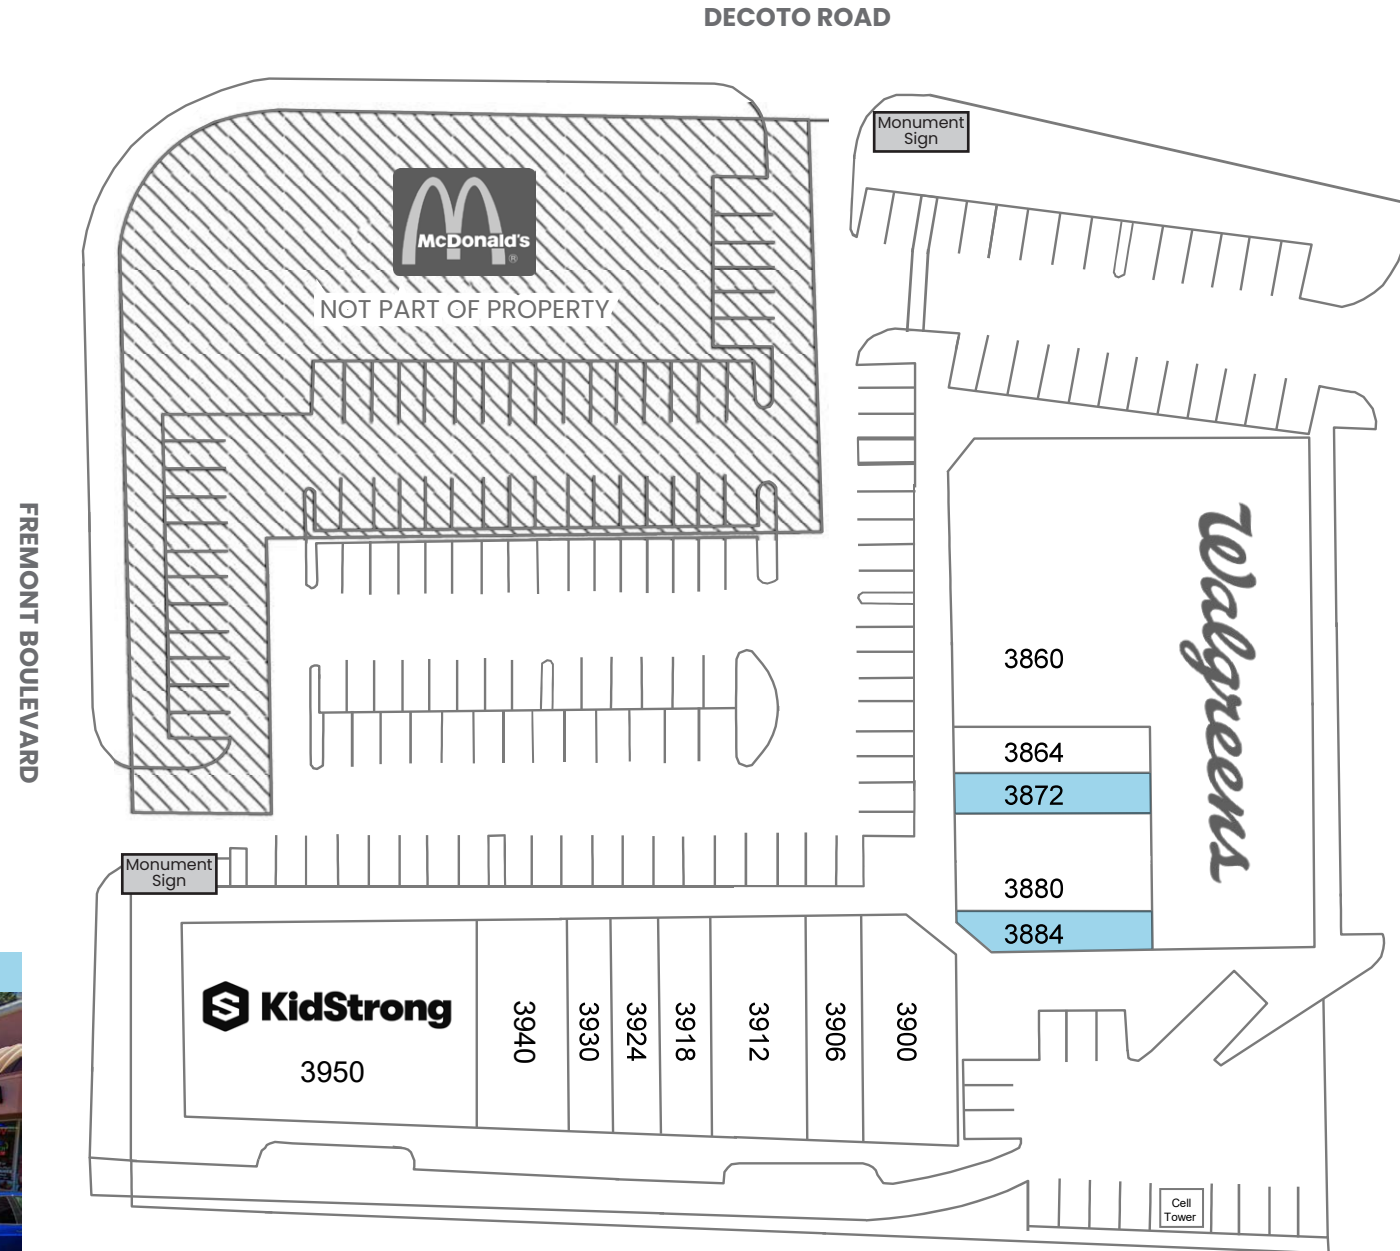 DECOTO ROAD
Monument
Sign
McDonald's
®
NOT PART OF PROPERTY
FREMONT BOULEVARD
Walgreens
3860
3864
3872
3880
3884
Monument
Sign
KidStrong
3950
3940
3930
3924
3918
3912
3906
3900
Cell
Tower